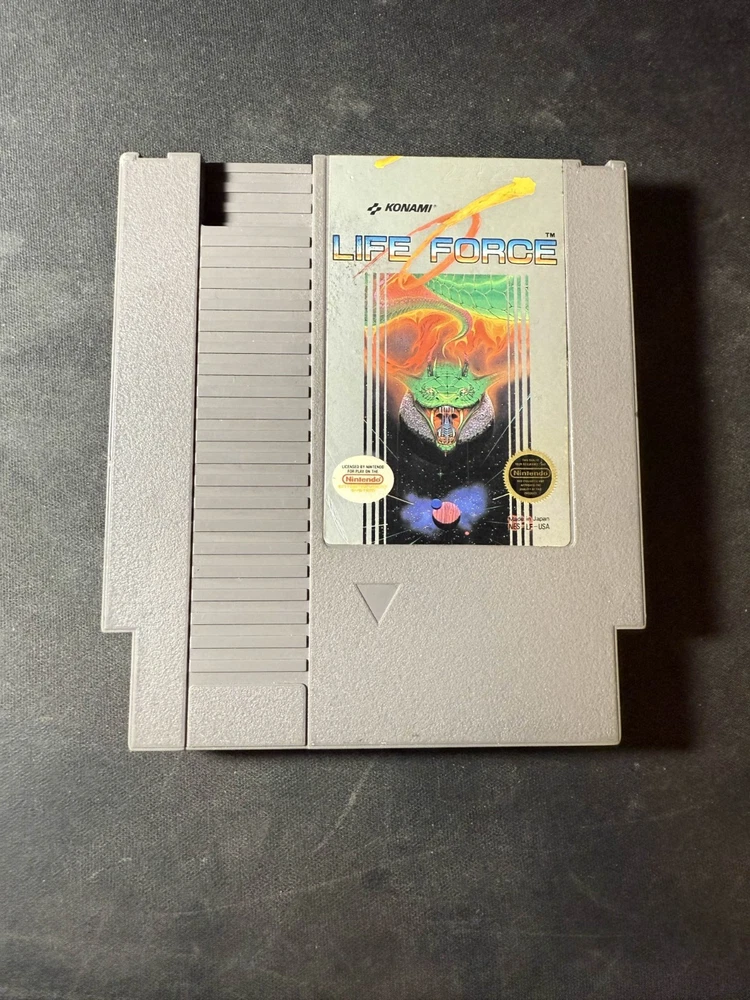 KONAMI®
LIFE FORCE™
LICENSED BY NINTENDO
FOR PLAY ON THE
Nintendo
Nintendo
Made in Japan
NES-LF-USA